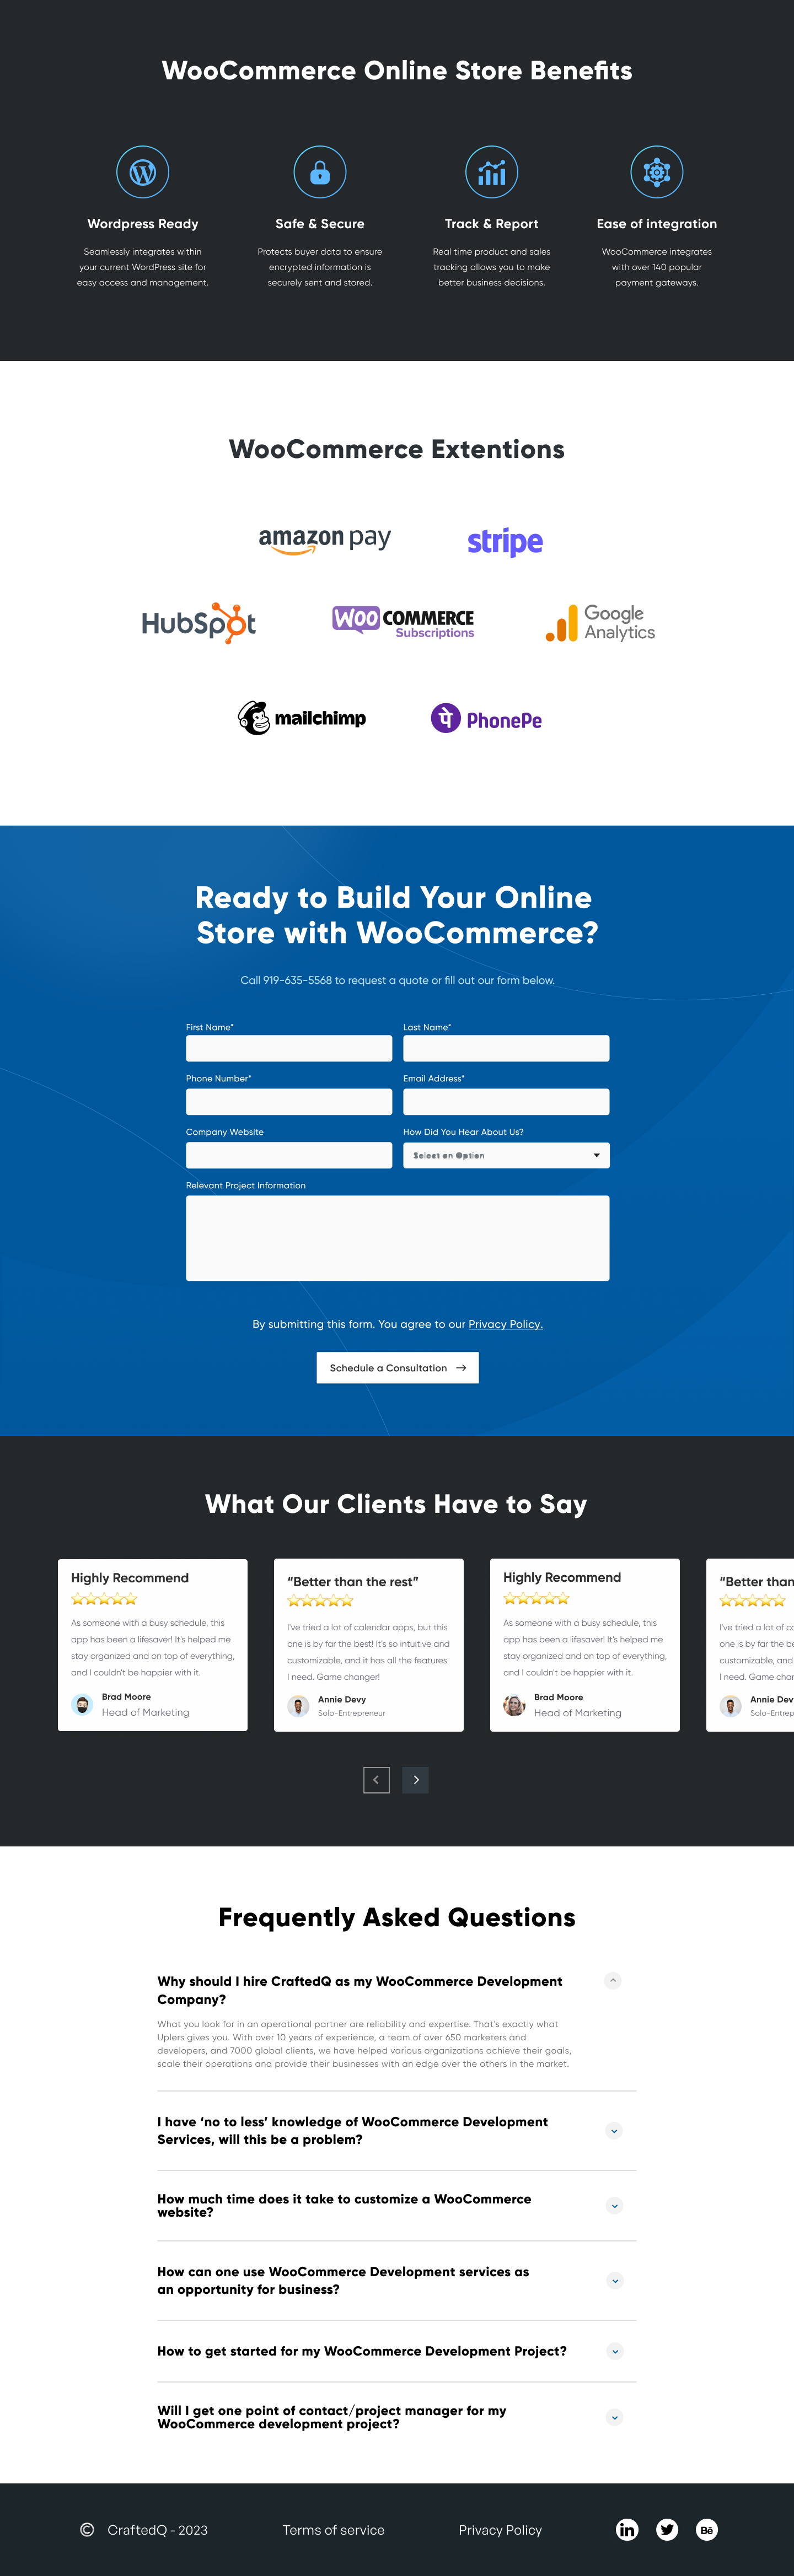 WooCommerce Online Store Benefits
Wordpress Ready
Seamlessly integrates within
your current WordPress site for
easy access and management.
Safe & Secure
Protects buyer data to ensure
encrypted information is
securely sent and stored.
Track & Report
Real time product and sales
tracking allows you to make
better business decisions.
Ease of integration
WooCommerce integrates
with over 140 popular
payment gateways.
WooCommerce Extentions
amazon pay
stripe
HubSpot
WOO COMMERCE
Subscriptions
Google
Analytics
mailchimp
पे PhonePe
Ready to Build Your Online
Store with WooCommerce?
Call 919-635-5568 to request a quote or fill out our form below.
First Name*
Last Name*
Phone Number*
Email Address*
Company Website
How Did You Hear About Us?
Select an Option
Relevant Project Information
By submitting this form. You agree to our Privacy Policy.
Schedule a Consultation
What Our Clients Have to Say
Highly Recommend
As someone with a busy schedule, this
app has been a lifesaver! It's helped me
stay organized and on top of everything,
and I couldn't be happier with it.
Brad Moore
Head of Marketing
“Better than the rest”
I've tried a lot of calendar apps, but this
one is by far the best! It's so intuitive and
customizable, and it has all the features
I need. Game changer!
Annie Devy
Solo-Entrepreneur
Highly Recommend
As someone with a busy schedule, this
app has been a lifesaver! It's helped me
stay organized and on top of everything,
and I couldn't be happier with it.
Brad Moore
Head of Marketing
“Better than
I've tried a lot of ca
one is by far the be
customizable, and
I need. Game char
Annie Dev
Solo-Entrep
Frequently Asked Questions
Why should I hire CraftedQ as my WooCommerce Development
Company?
What you look for in an operational partner are reliability and expertise. That's exactly what
Uplers gives you. With over 10 years of experience, a team of over 650 marketers and
developers, and 7000 global clients, we have helped various organizations achieve their goals,
scale their operations and provide their businesses with an edge over the others in the market.
I have ‘no to less’ knowledge of WooCommerce Development
Services, will this be a problem?
How much time does it take to customize a WooCommerce
website?
How can one use WooCommerce Development services as
an opportunity for business?
How to get started for my WooCommerce Development Project?
Will I get one point of contact/project manager for my
WooCommerce development project?
© CraftedQ - 2023
Terms of service
Privacy Policy
in
Bē